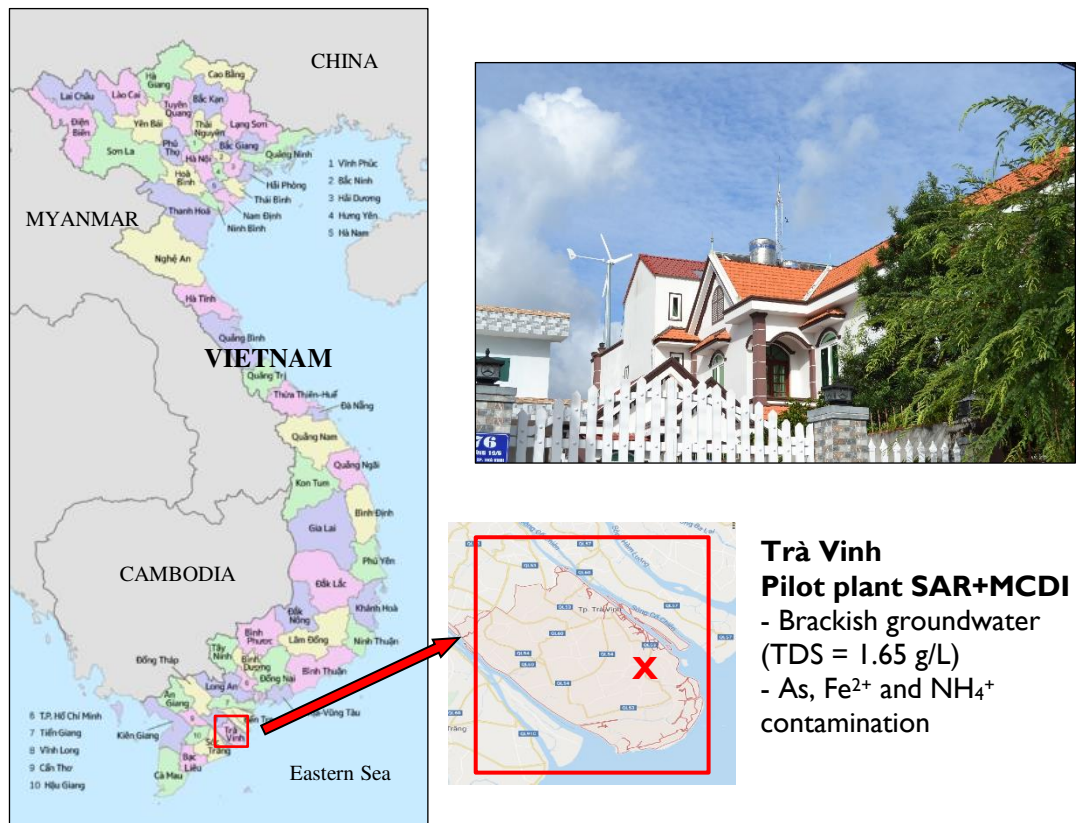 CHINA
Hà
Giang
Cao Bằng
Lai Châu
Lào Cai
Tuyên
Quang
Bắc Kạn
Điện
Biên
Yên Bái
Thái
Nguyên
Lạng Sơn
Sơn La
Phú
Thọ
Bắc Giang
Quảng Ninh
Hà Nội
Hoà
Bình
1 Vĩnh Phúc
2 Bắc Ninh
3 Hải Dương
4 Hưng Yên
5 Hà Nam
Hải Phòng
Thái Bình
Nam Định
Ninh Bình
Thanh Hoá
MYANMAR
Nghệ An
Hà Tĩnh
Quảng Bình
VIETNAM
Quảng Trị
Thừa Thiên-Huế
Đà Nẵng
Quảng Nam
Quảng Ngãi
Kon Tum
Bình Định
Gia Lai
Phú Yên
CAMBODIA
Đắk Lắc
Khánh Hoà
Đắk
Nông
Bình
Phước
Lâm Đồng
Ninh Thuận
Tây
Ninh
Bình
Dương
Đồng Nai
Bình Thuận
Đồng Tháp
Long An
An
Giang
Vũng Tàu
6 T.P. Hồ Chí Minh
7 Tiền Giang
8 Vĩnh Long
9 Cần Thơ
10 Hậu Giang
Kiên Giang
Trà
Vinh
Sóc
Trăng
Bạc
Liêu
Cà Mau
Eastern Sea
76
Tp. Trà Vinh
X
Trà Vinh
Pilot plant SAR+MCDI
- Brackish groundwater
(TDS = 1.65 g/L)
- As, Fe²⁺ and NH₄⁺
contamination